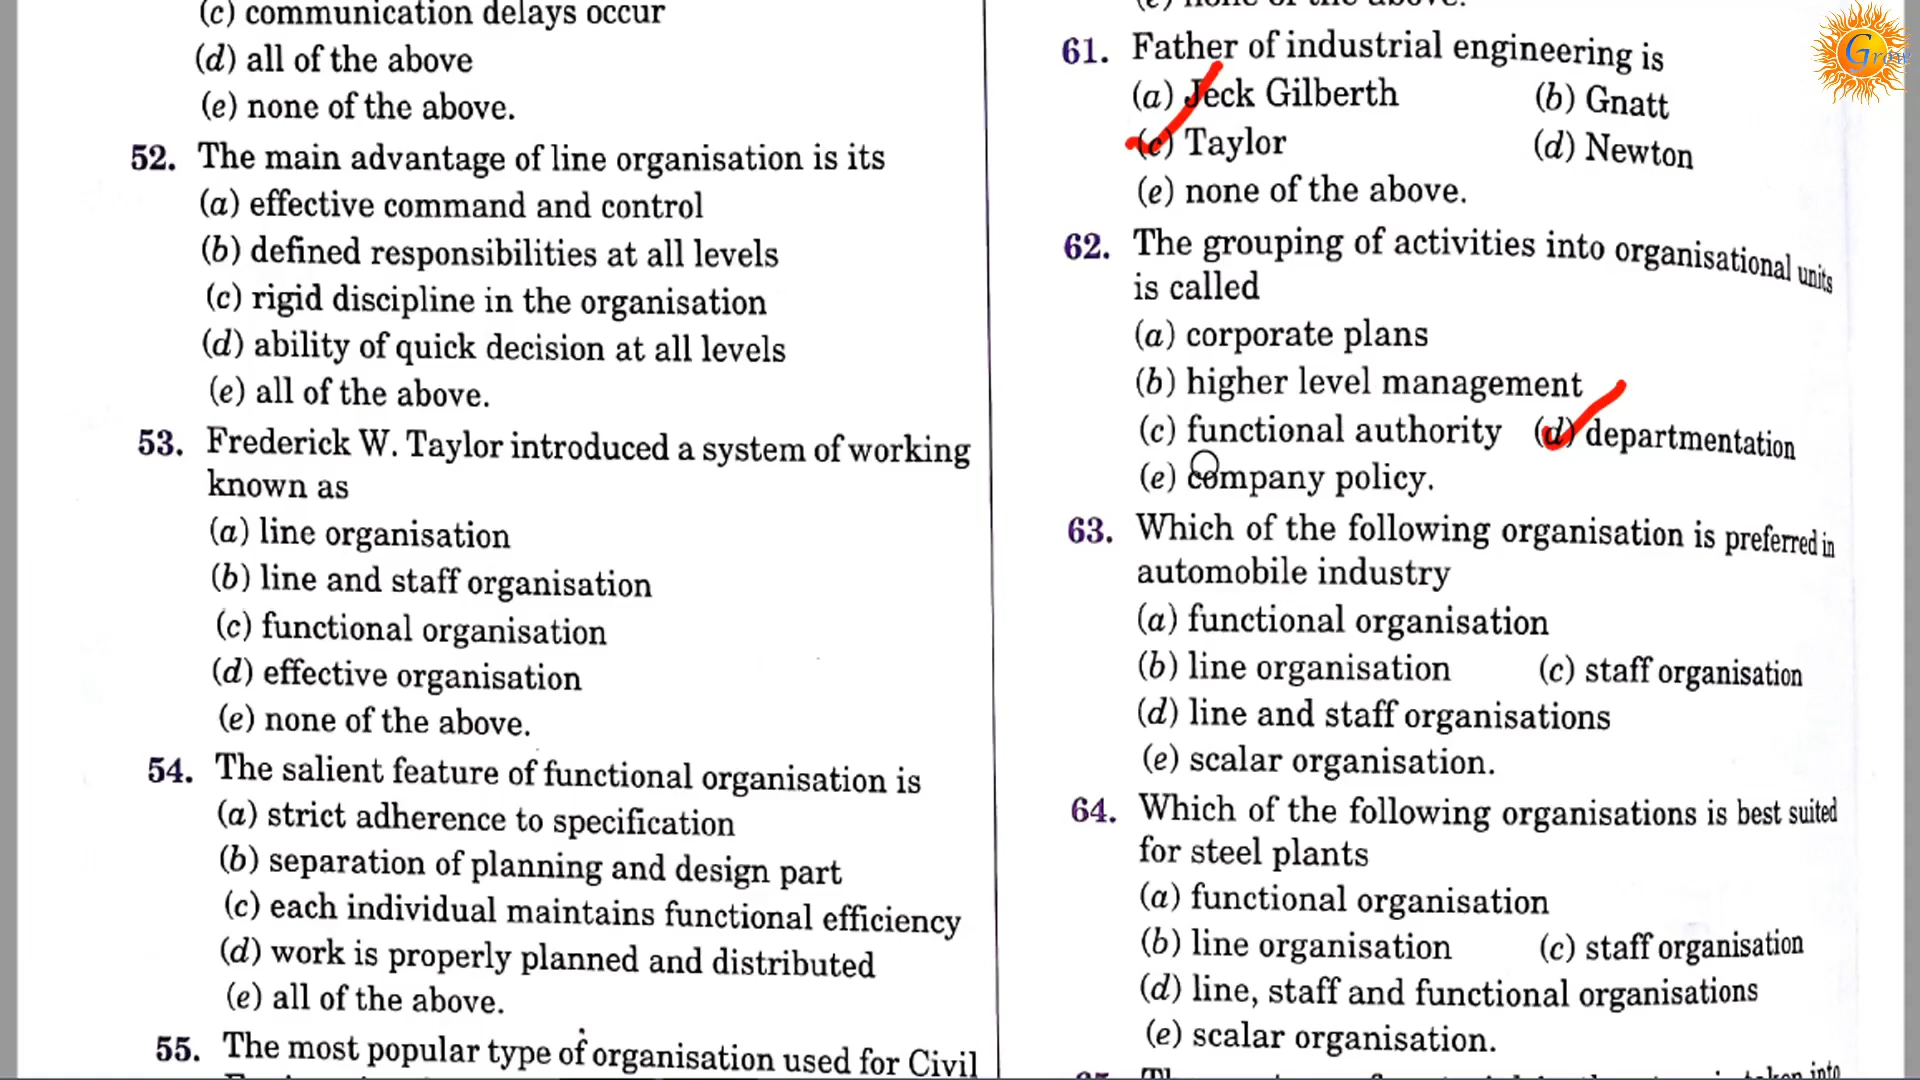 (c) communication delays occur
(d) all of the above
(e) none of the above.
52. The main advantage of line organisation is its
(a) effective command and control
(b) defined responsibilities at all levels
(c) rigid discipline in the organisation
(d) ability of quick decision at all levels
(e) all of the above.
53. Frederick W. Taylor introduced a system of working
known as
(a) line organisation
(b) line and staff organisation
(c) functional organisation
(d) effective organisation
(e) none of the above.
54. The salient feature of functional organisation is
(a) strict adherence to specification
(b) separation of planning and design part
(c) each individual maintains functional efficiency
(d) work is properly planned and distributed
(e) all of the above.
55. The most popular type of organisation used for Civil
(e) none of the above.
61. Father of industrial engineering is
(a) Jeck Gilberth (b) Gnatt
(c) Taylor (d) Newton
(e) none of the above.
62. The grouping of activities into organisational units
is called
(a) corporate plans
(b) higher level management
(c) functional authority (d) departmentation
(e) company policy.
63. Which of the following organisation is preferred in
automobile industry
(a) functional organisation
(b) line organisation (c) staff organisation
(d) line and staff organisations
(e) scalar organisation.
64. Which of the following organisations is best suited
for steel plants
(a) functional organisation
(b) line organisation (c) staff organisation
(d) line, staff and functional organisations
(e) scalar organisation.
Grow